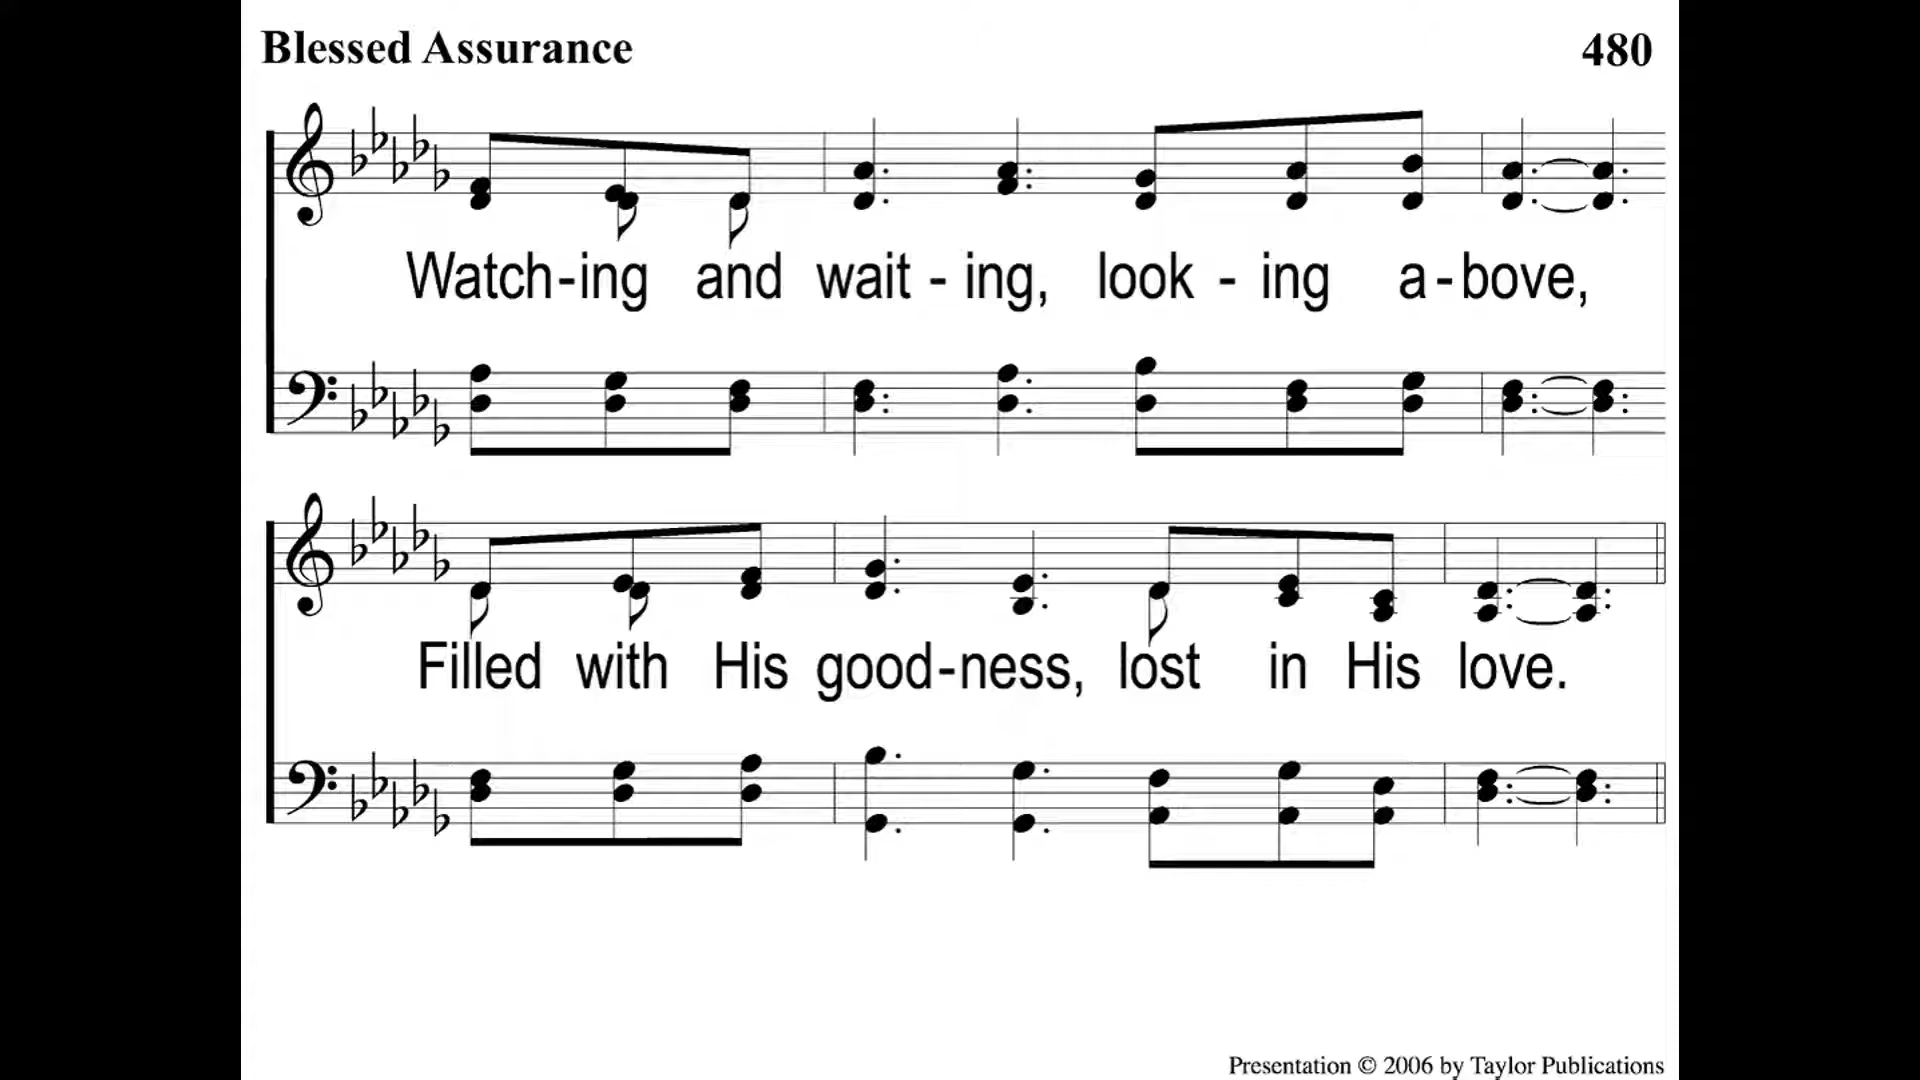 Blessed Assurance 480
Watch-ing and wait - ing, look - ing a-bove,
Filled with His good-ness, lost in His love.
Presentation © 2006 by Taylor Publications